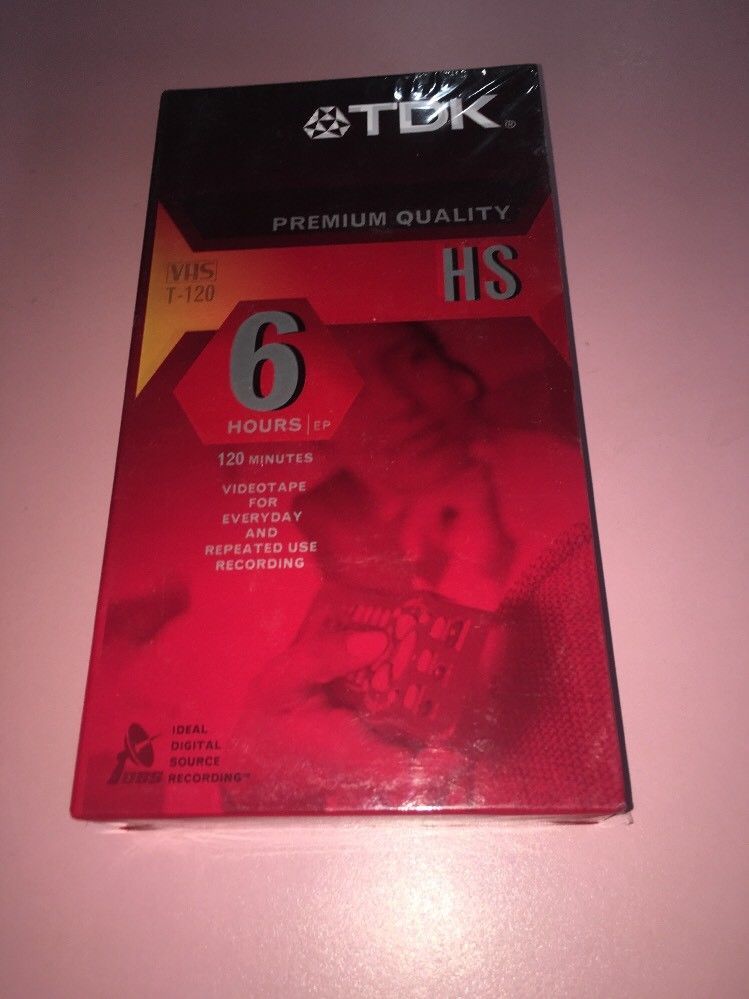 TDK®
PREMIUM QUALITY
VHS
T-120
HS
6
HOURS | EP
120 MINUTES
VIDEOTAPE
FOR
EVERYDAY
AND
REPEATED USE
RECORDING
IDEAL
DIGITAL
SOURCE
RECORDING™